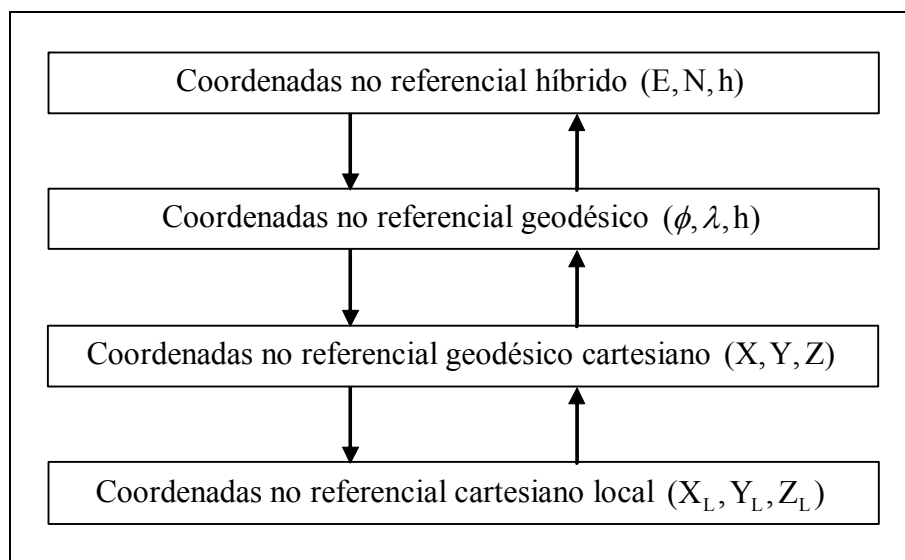 Coordenadas no referencial híbrido (E, N, h)
Coordenadas no referencial geodésico (ϕ, λ, h)
Coordenadas no referencial geodésico cartesiano (X, Y, Z)
Coordenadas no referencial cartesiano local (X_L, Y_L, Z_L)